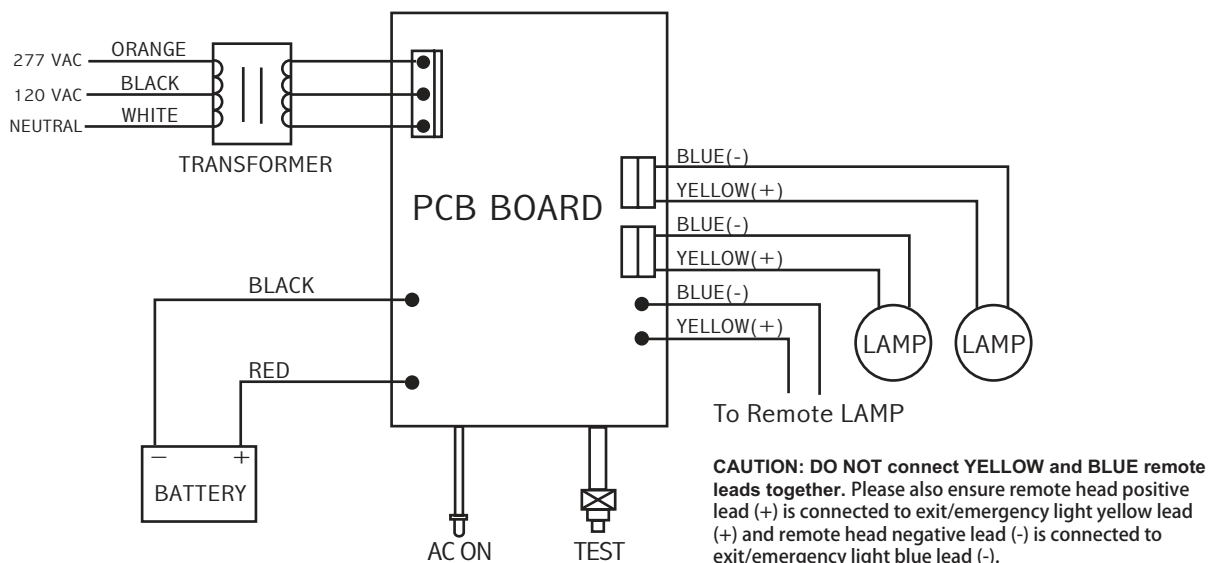 277 VAC
ORANGE
120 VAC
BLACK
NEUTRAL
WHITE
TRANSFORMER
PCB BOARD
BLUE(-)
YELLOW(+)
BLUE(-)
YELLOW(+)
BLUE(-)
YELLOW(+)
LAMP
LAMP
To Remote LAMP
BLACK
RED
— +
BATTERY
AC ON
TEST
CAUTION: DO NOT connect YELLOW and BLUE remote
leads together. Please also ensure remote head positive
lead (+) is connected to exit/emergency light yellow lead
(+) and remote head negative lead (-) is connected to
exit/emergency light blue lead (-).